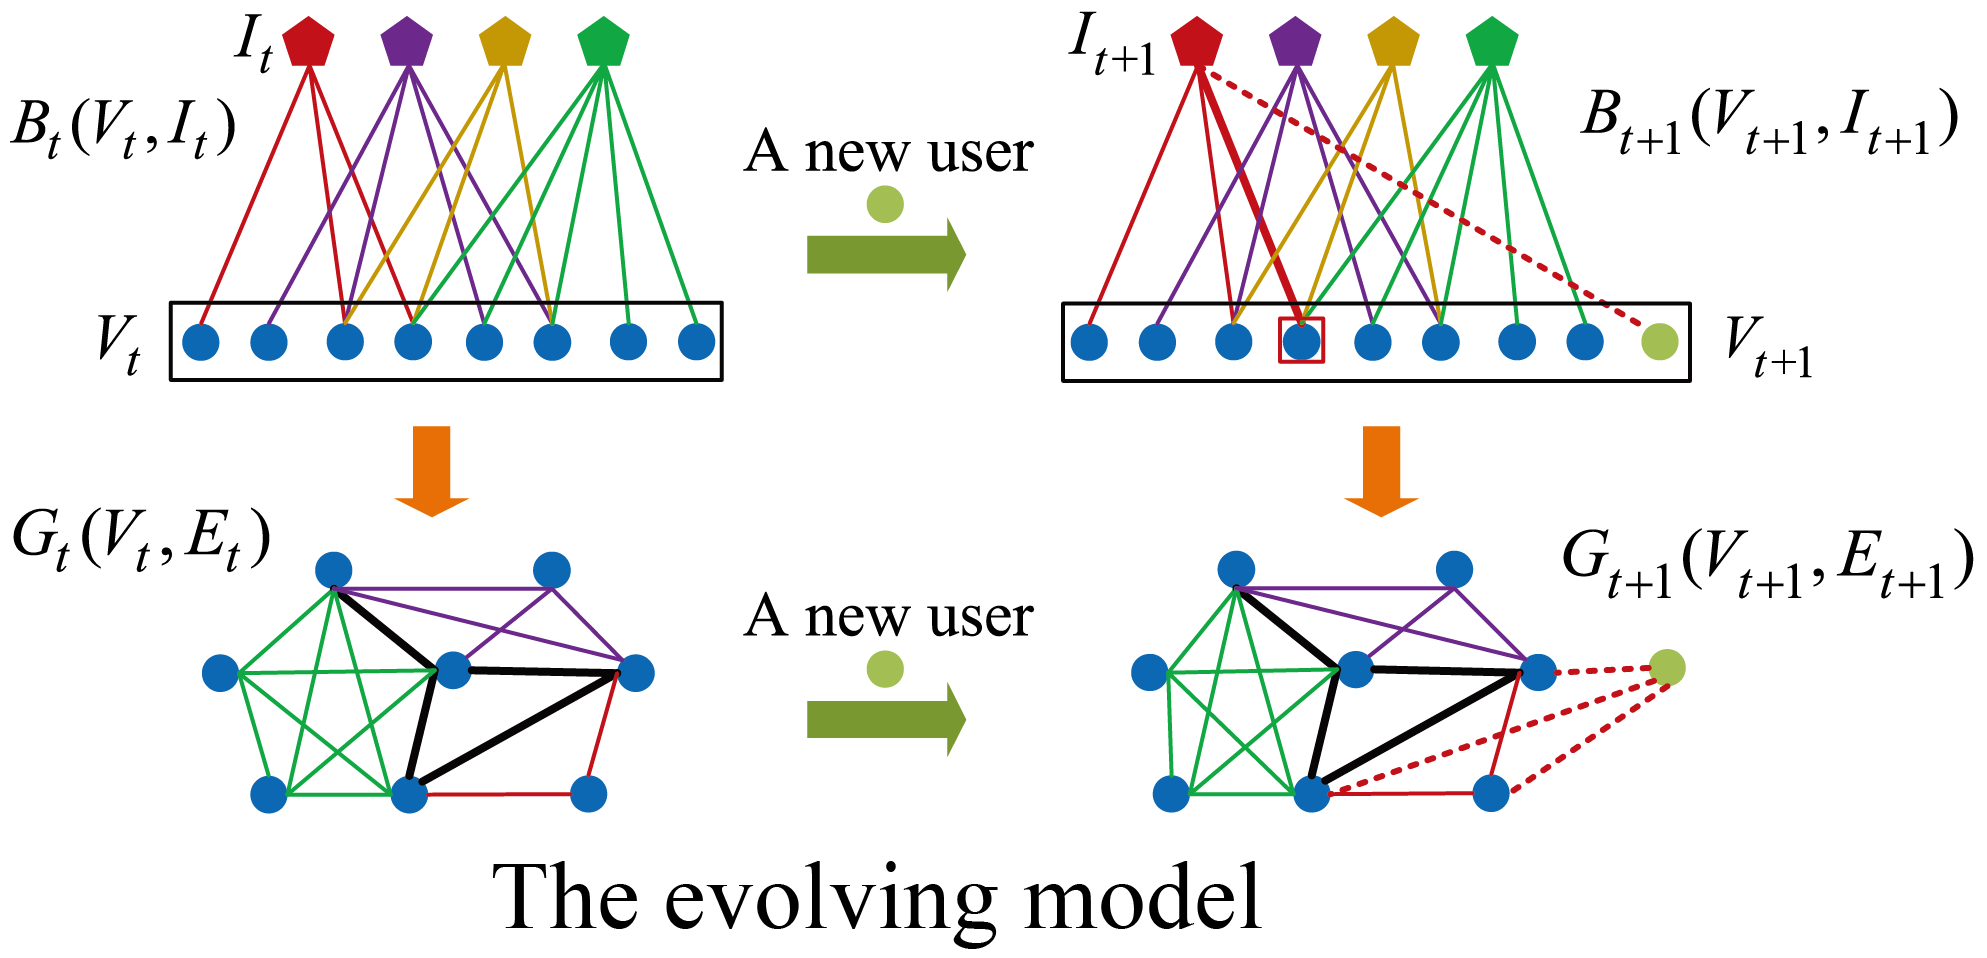 I_t
I_{t+1}
B_t(V_t, I_t)
A new user
B_{t+1}(V_{t+1}, I_{t+1})
V_t
V_{t+1}
G_t(V_t, E_t)
A new user
G_{t+1}(V_{t+1}, E_{t+1})
The evolving model